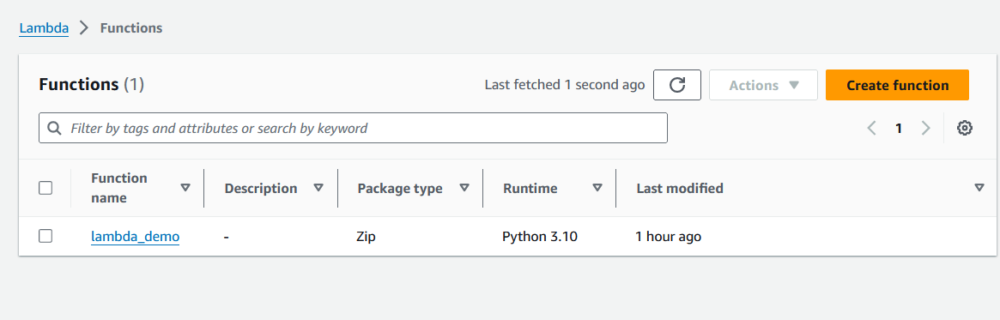 Lambda > Functions
Functions (1)
Last fetched 1 second ago
Actions
Create function
Filter by tags and attributes or search by keyword
1
Function name
Description
Package type
Runtime
Last modified
lambda_demo - Zip Python 3.10 1 hour ago